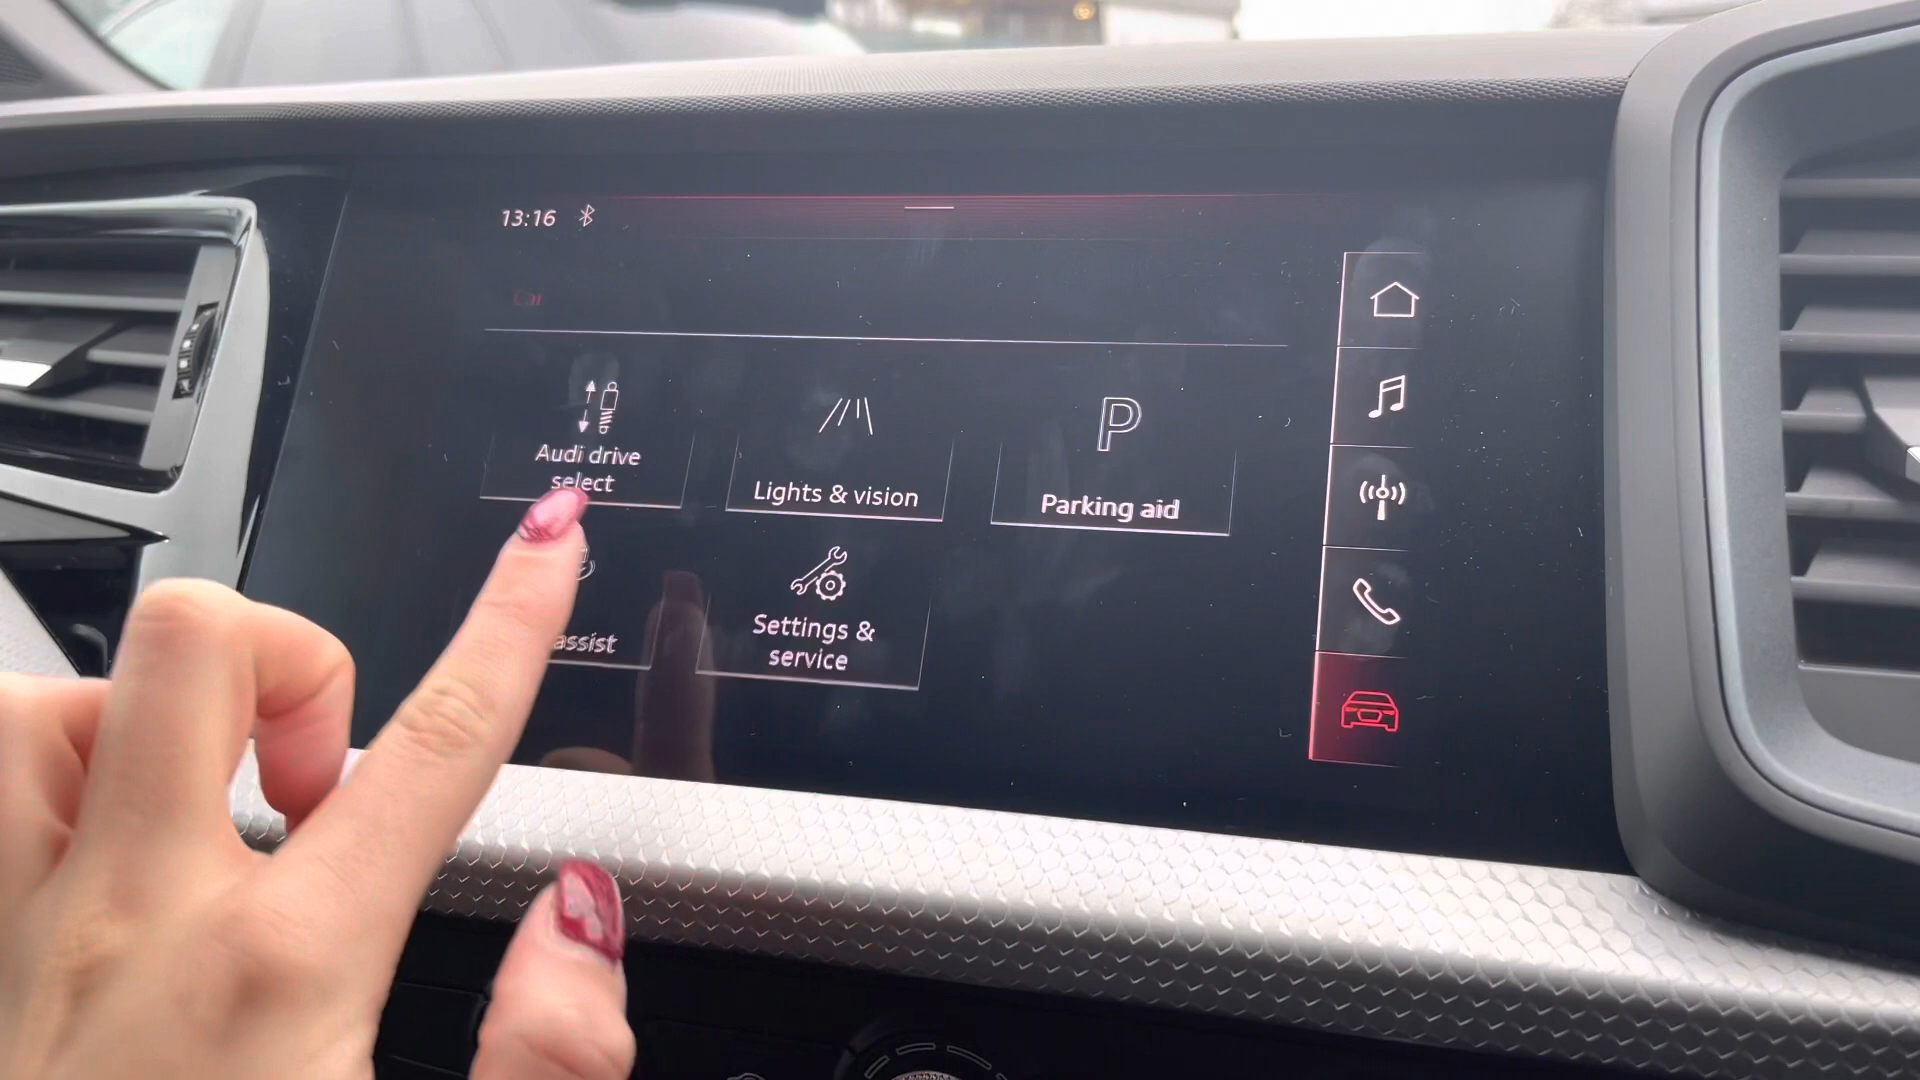 13:16
Car
Audi drive
select
Lights & vision
P
Parking aid
assist
Settings &
service